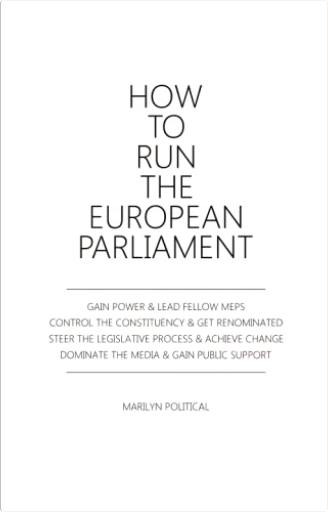 HOW
TO
RUN
THE
EUROPEAN
PARLIAMENT
GAIN POWER & LEAD FELLOW MEPS
CONTROL THE CONSTITUENCY & GET RENOMINATED
STEER THE LEGISLATIVE PROCESS & ACHIEVE CHANGE
DOMINATE THE MEDIA & GAIN PUBLIC SUPPORT
MARILYN POLITICAL